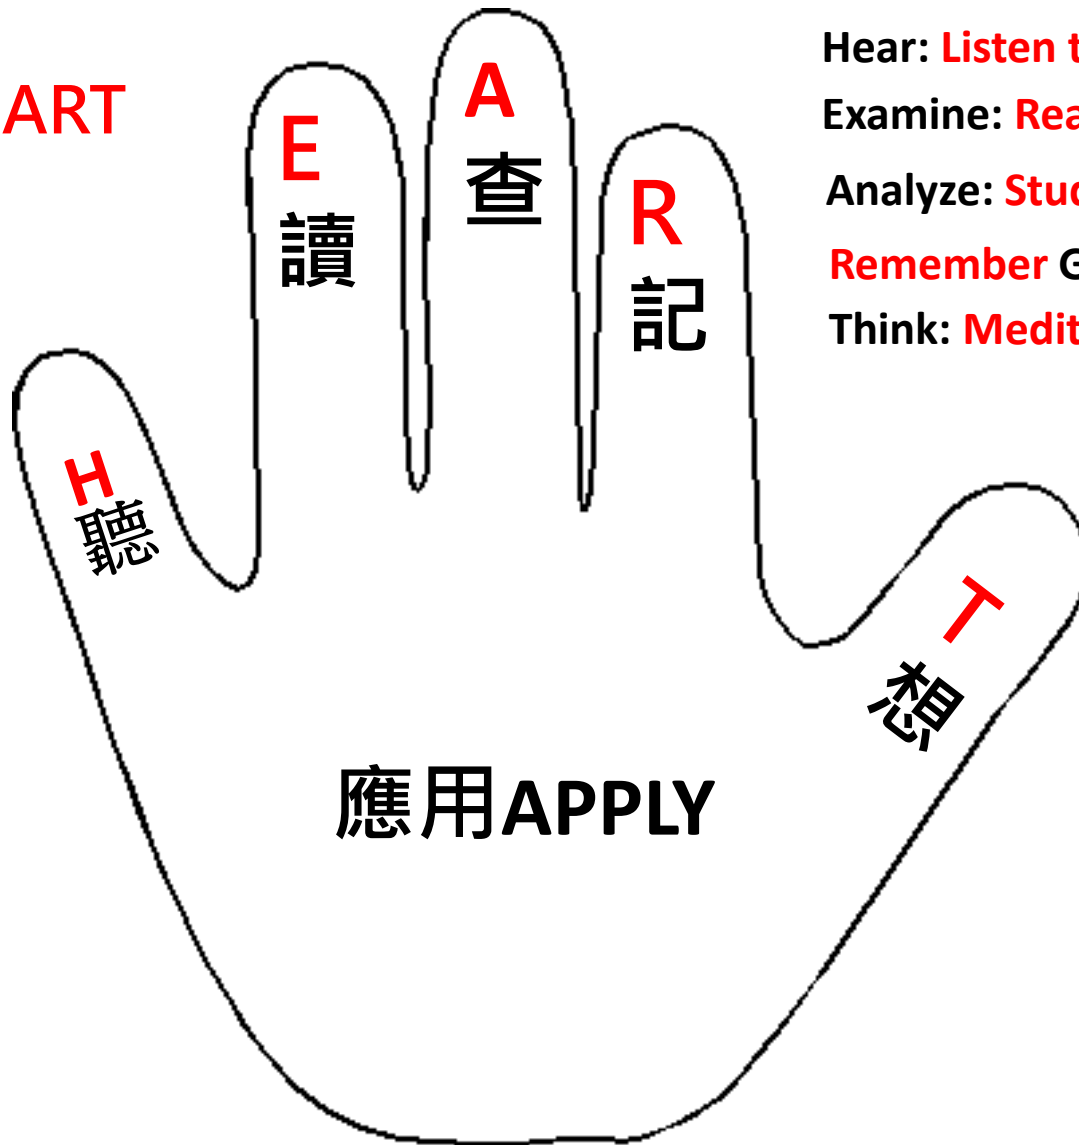 ART
Hear: Listen t
Examine: Rea
Analyze: Stud
Remember G
Think: Medit
H
聽
E
讀
A
查
R
記
T
想
應用APPLY